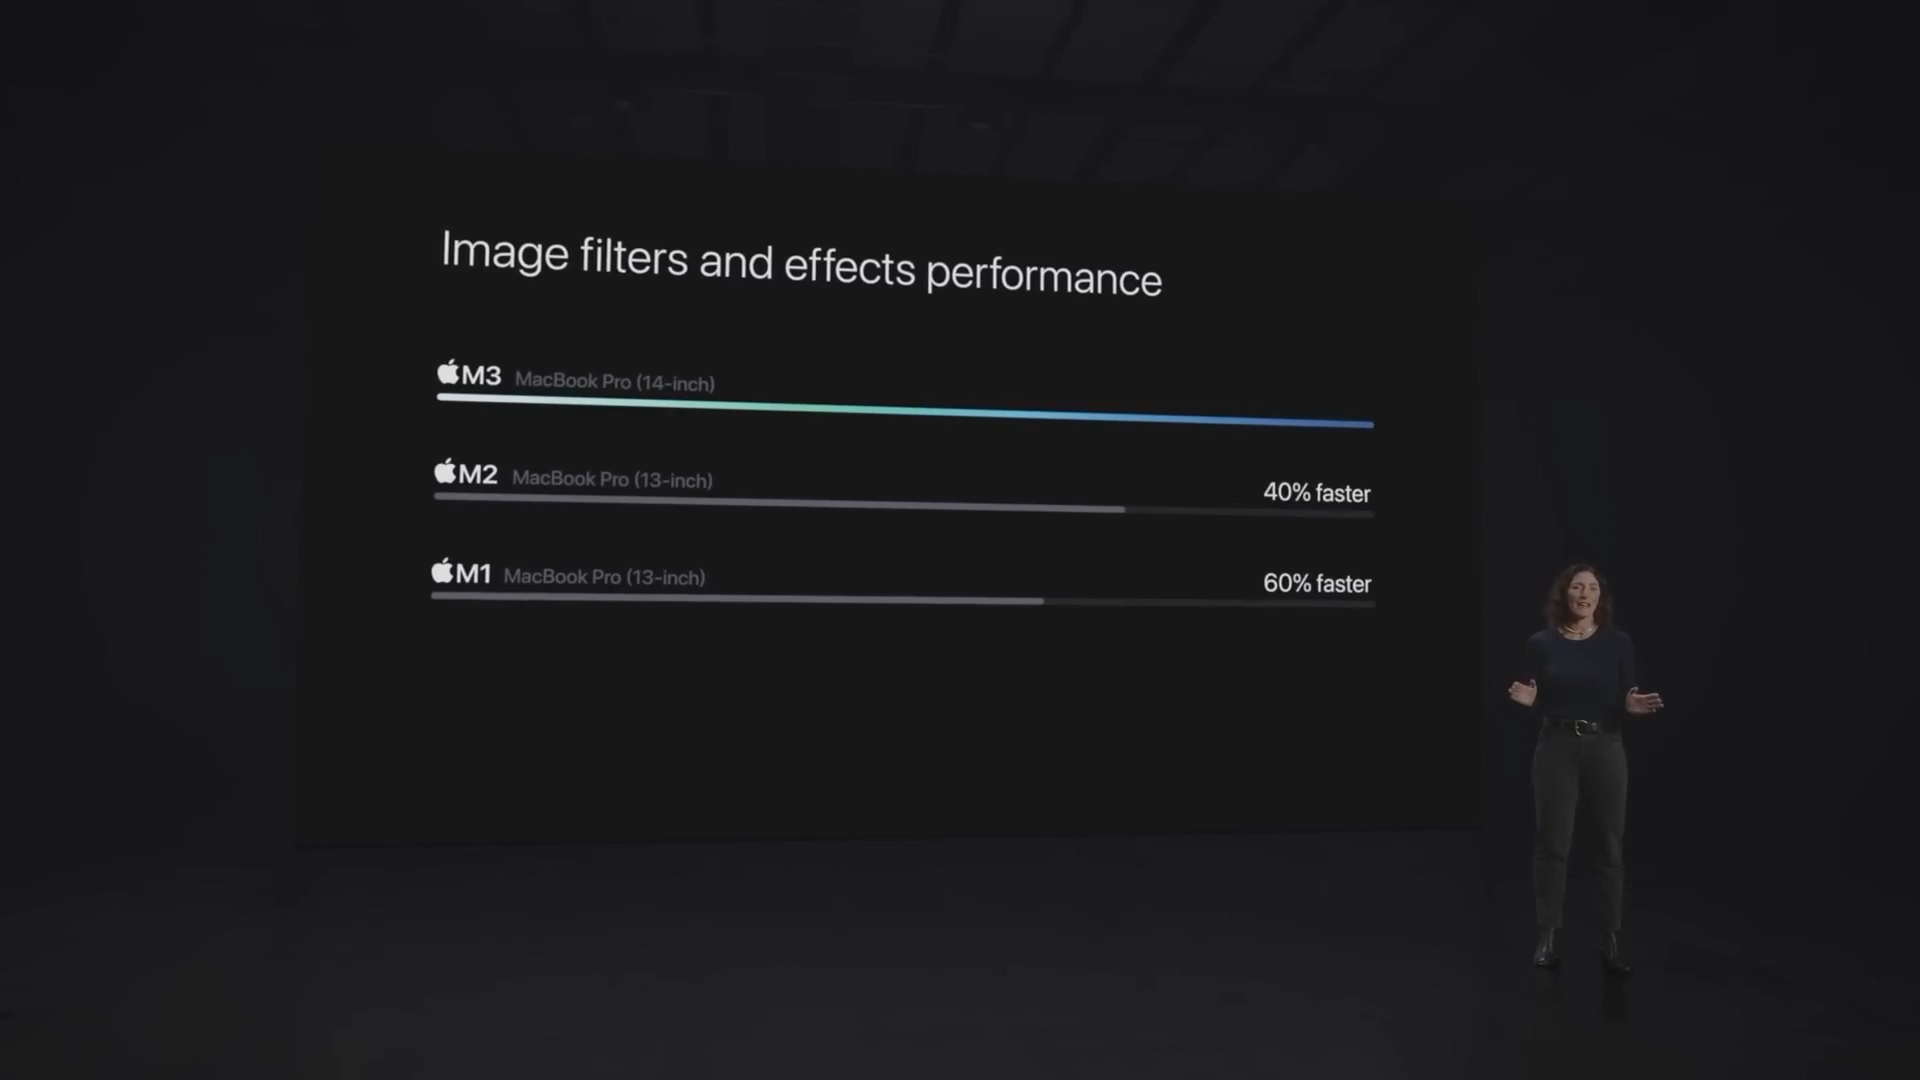 Image filters and effects performance
M3 MacBook Pro (14-inch)
M2 MacBook Pro (13-inch)
40% faster
M1 MacBook Pro (13-inch)
60% faster